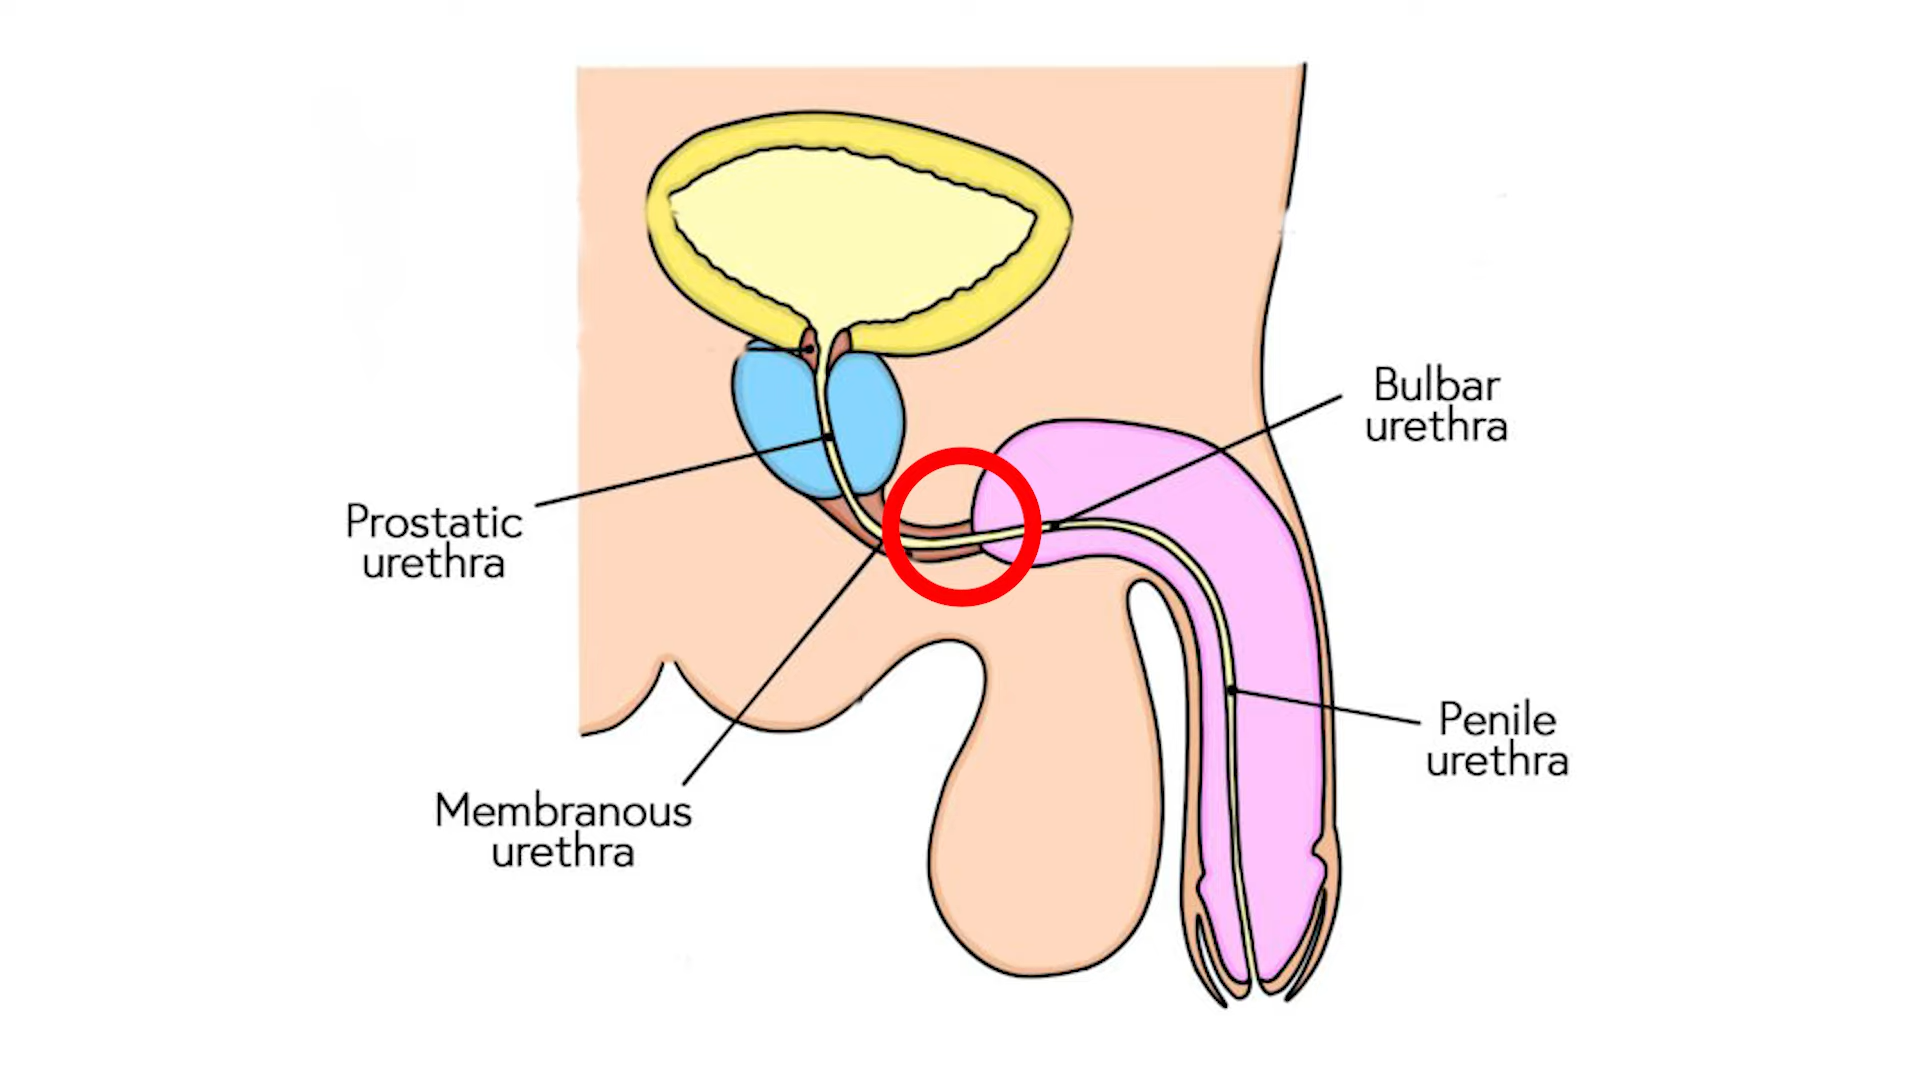 Bulbar
urethra
Prostatic
urethra
Penile
urethra
Membranous
urethra